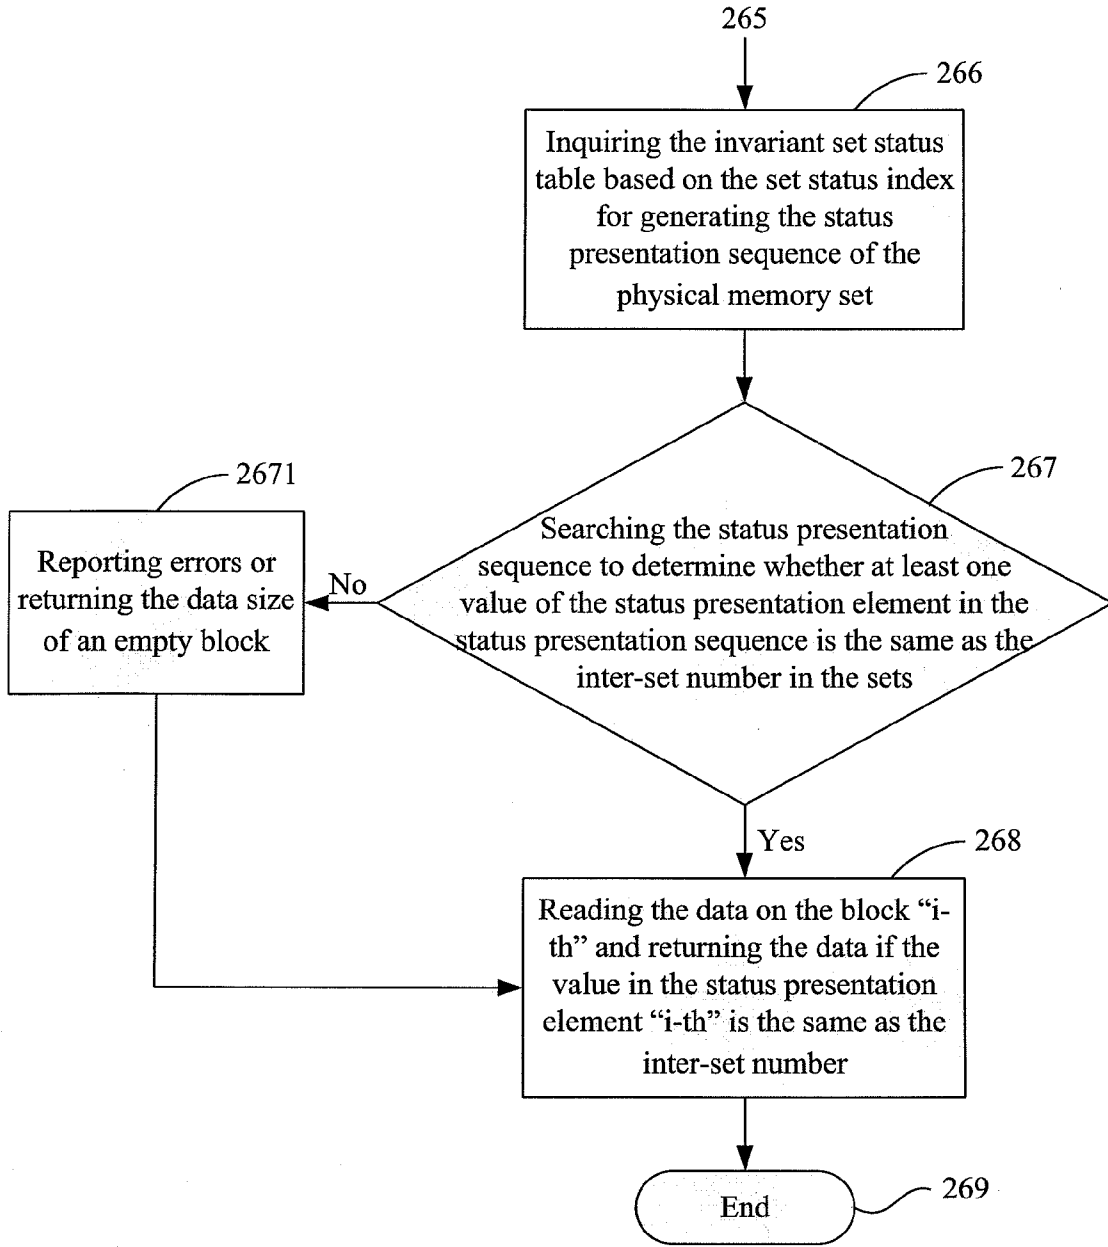 265
266
Inquiring the invariant set status
table based on the set status index
for generating the status
presentation sequence of the
physical memory set
267
2671
Searching the status presentation
sequence to determine whether at least one
value of the status presentation element in the
status presentation sequence is the same as the
inter-set number in the sets
No
Reporting errors or
returning the data size
of an empty block
Yes
268
Reading the data on the block “i-
th” and returning the data if the
value in the status presentation
element “i-th” is the same as the
inter-set number
End
269